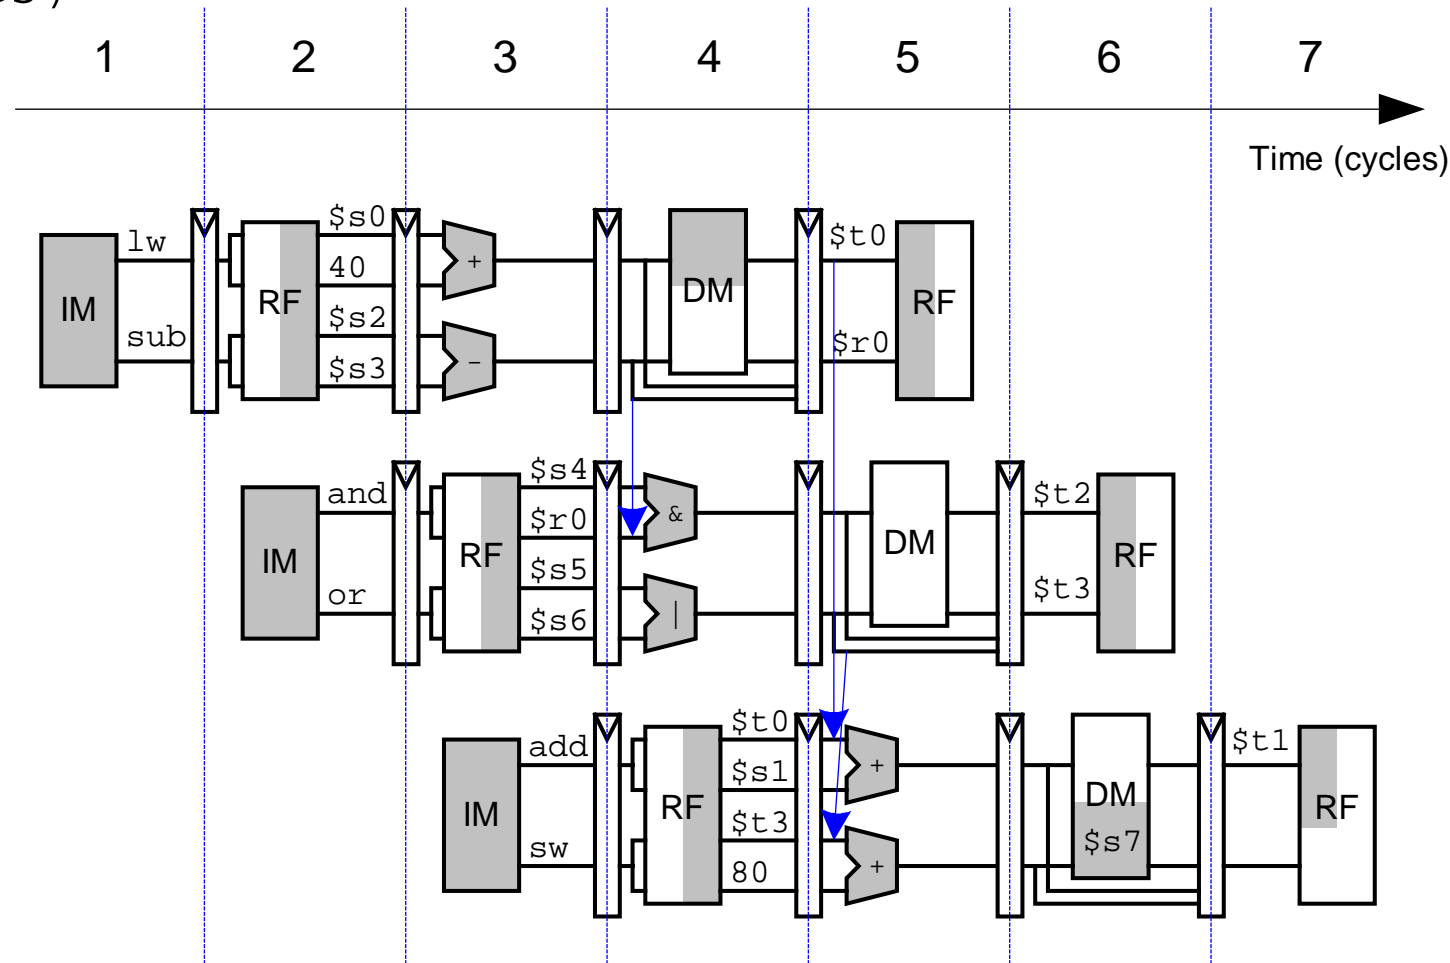 1 2 3 4 5 6 7
Time (cycles)
lw $s0 $t0
40
IM RF + DM RF
sub $s2 $r0
$s3 -
and $s4 $t2
$r0 &
IM RF DM RF
$s5
or $s6 | $t3
add $t0 $t1
$s1 +
IM RF DM RF
$t3 $s7
sw 80 +